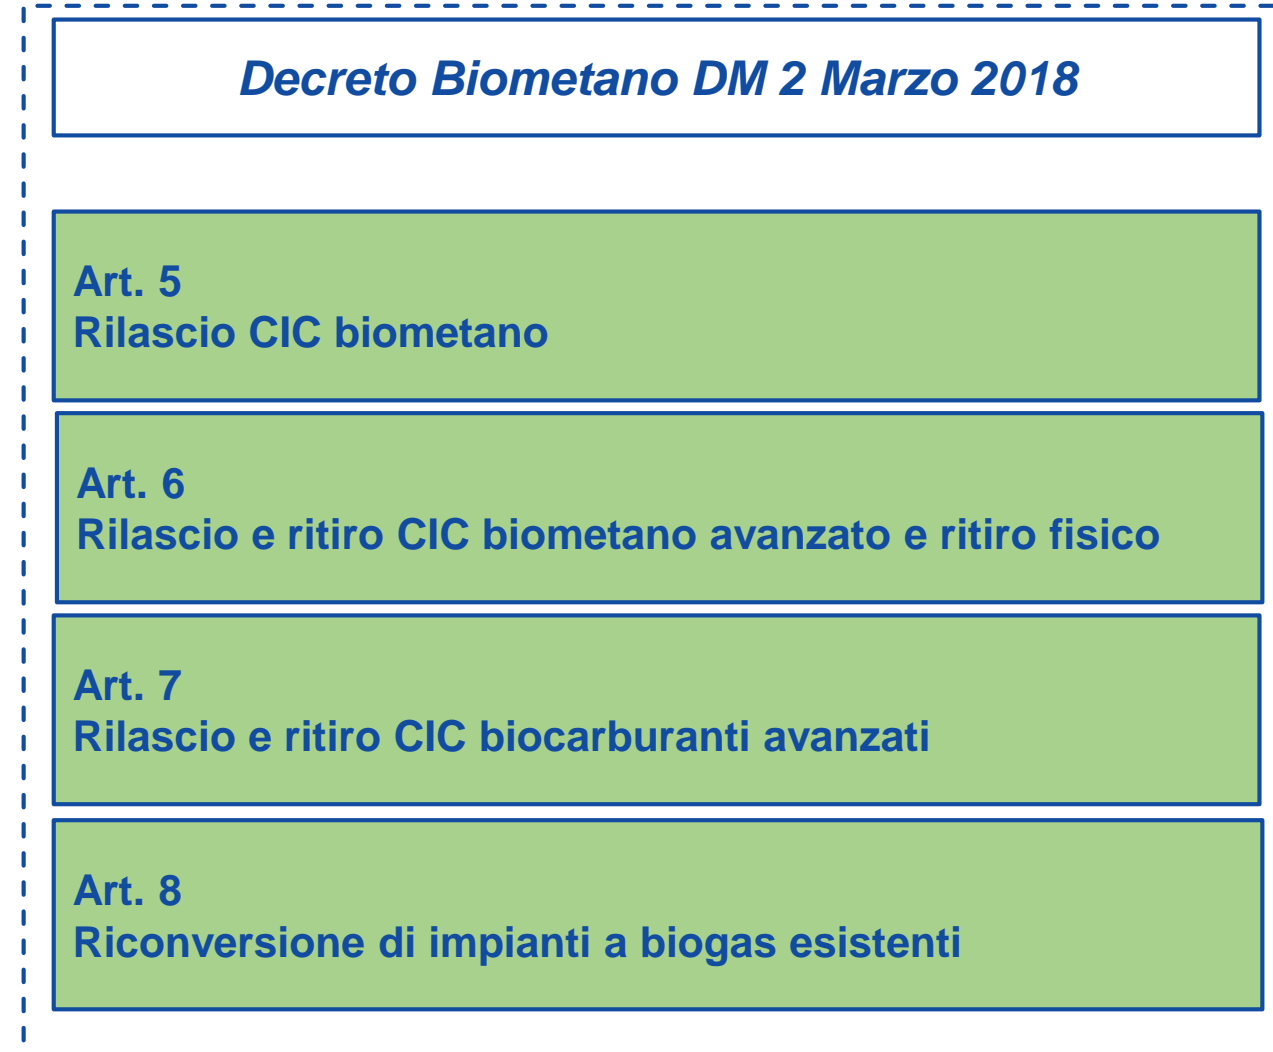 Decreto Biometano DM 2 Marzo 2018
Art. 5
Rilascio CIC biometano
Art. 6
Rilascio e ritiro CIC biometano avanzato e ritiro fisico
Art. 7
Rilascio e ritiro CIC biocarburanti avanzati
Art. 8
Riconversione di impianti a biogas esistenti